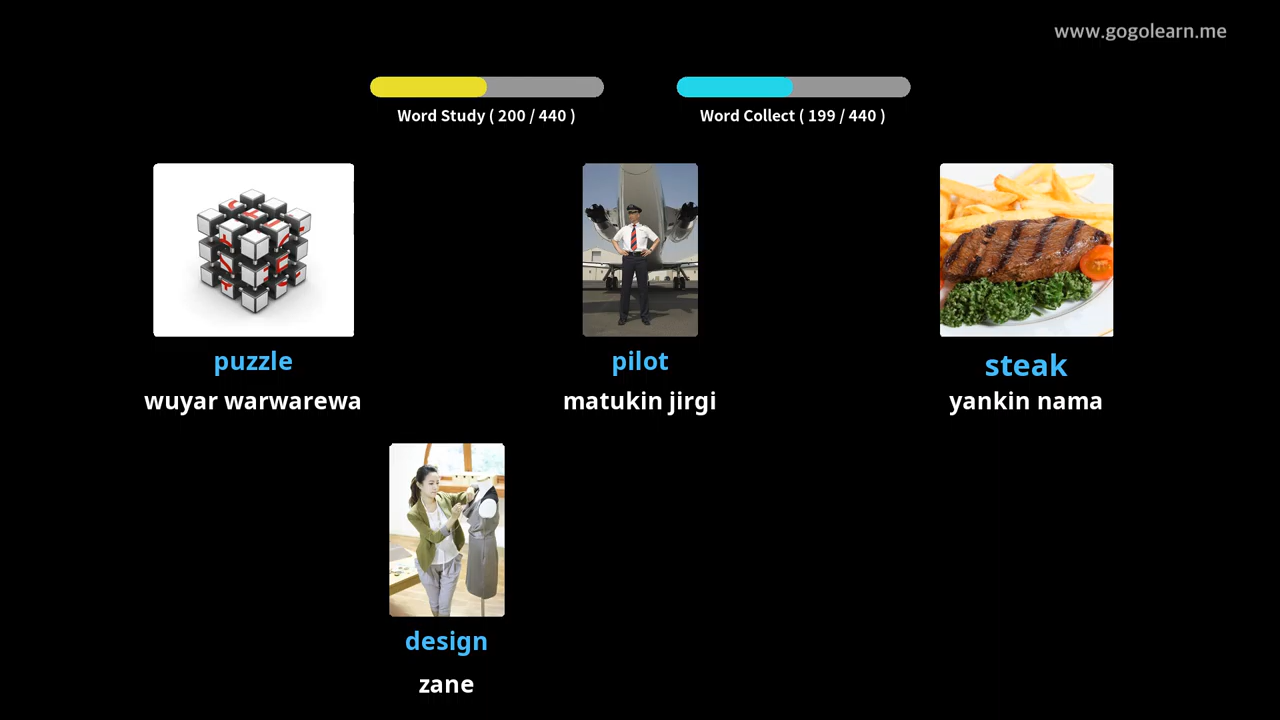 www.gogolearn.me
Word Study ( 200 / 440 )
Word Collect ( 199 / 440 )
puzzle
wuyar warwarewa
pilot
matukin jirgi
steak
yankin nama
design
zane